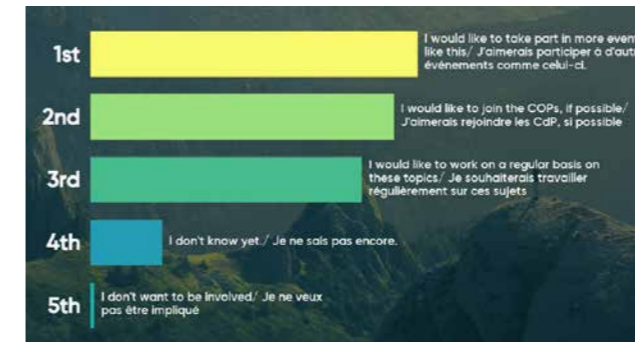 1st
I would like to take part in more event
like this/ J'aimerais participer à d'autr
événements comme celui-ci.
2nd
I would like to join the COPs, if possible/
J'aimerais rejoindre les CdP, si possible
3rd
I would like to work on a regular basis on
these topics/ Je souhaiterais travailler
régulièrement sur ces sujets
4th
I don't know yet./ Je ne sais pas encore.
5th
I don't want to be involved/ Je ne veux
pas être impliqué